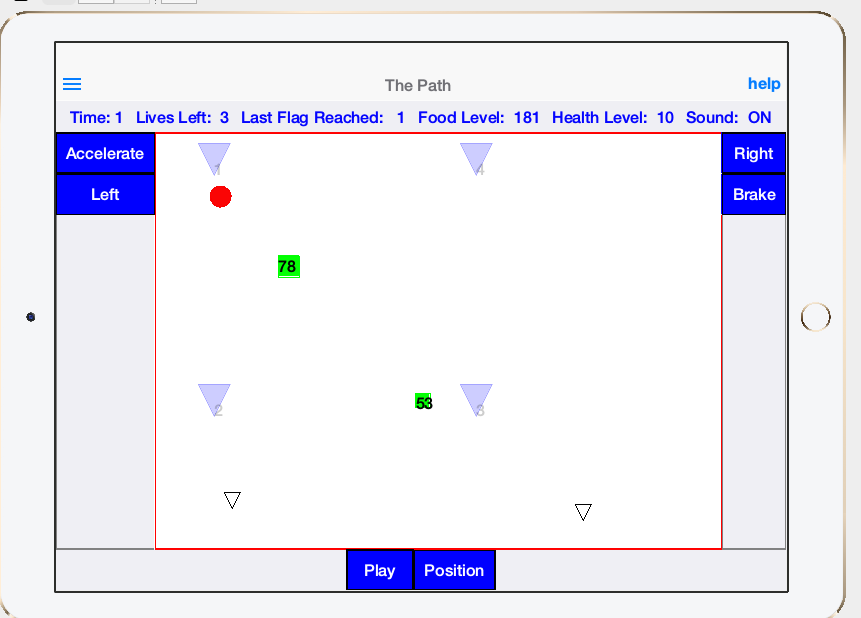 The Path
help
Time: 1 Lives Left: 3 Last Flag Reached: 1 Food Level: 181 Health Level: 10 Sound: ON
Accelerate
Right
Left
Brake
1
4
78
2
53
3
Play
Position